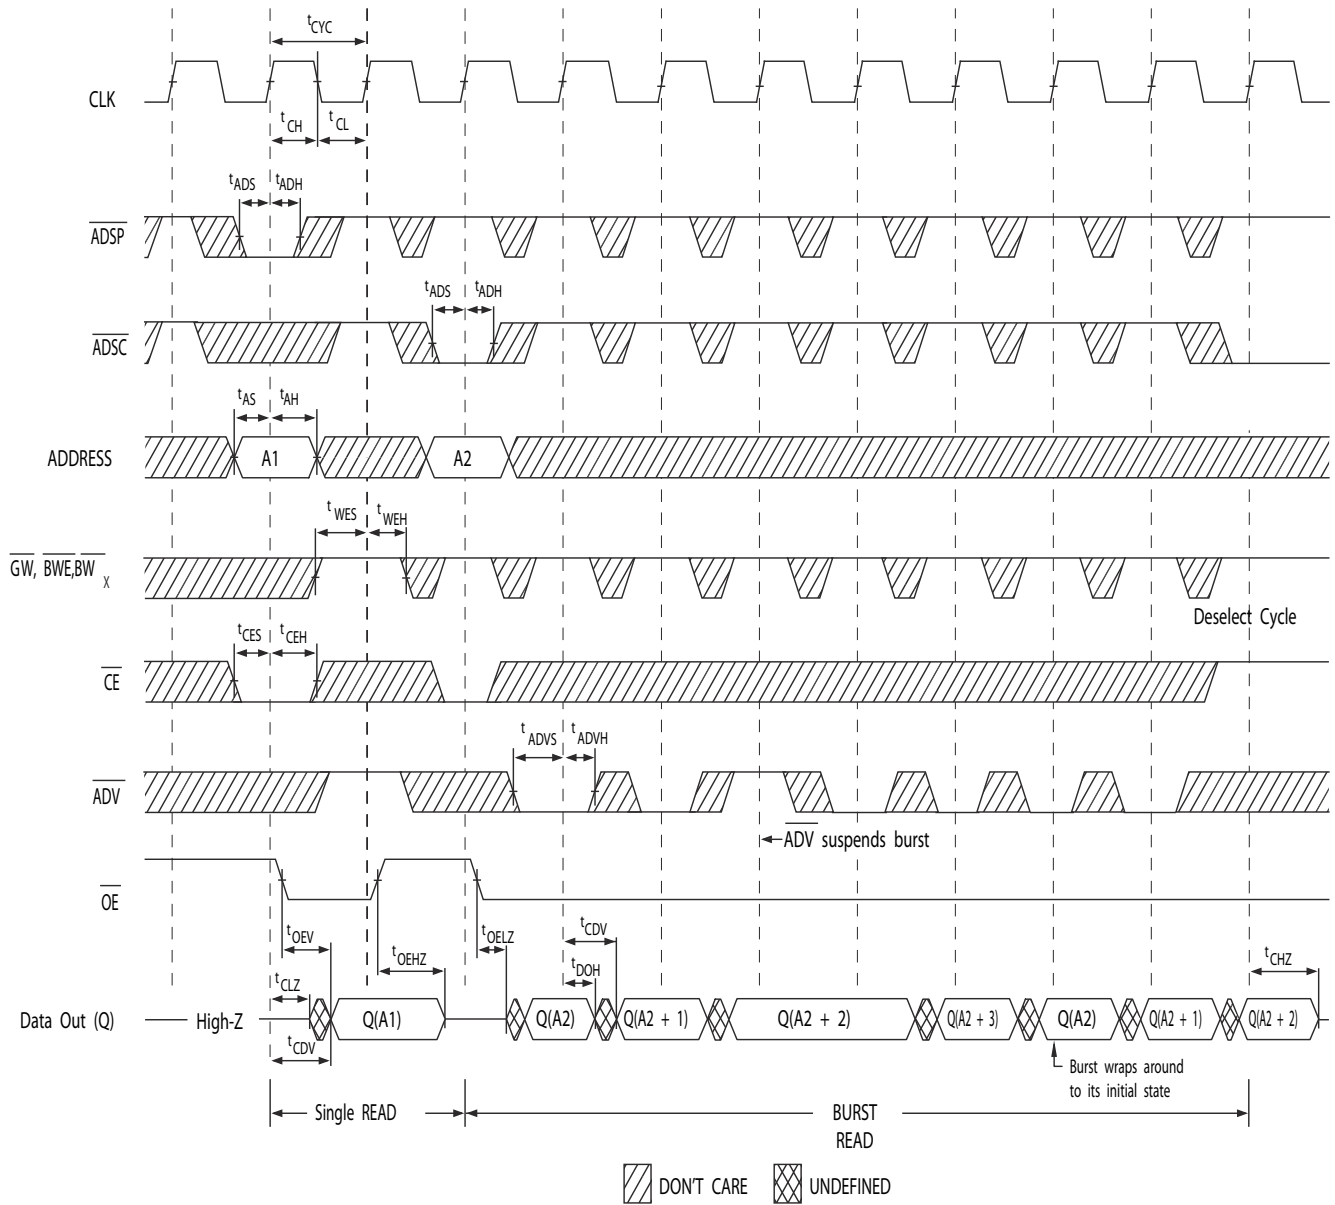 tCYC
CLK
tCH
tCL
tADS
tADH
ADSP
tADS
tADH
ADSC
tAS
tAH
ADDRESS
A1
A2
tWES
tWEH
GW, BWE,BW X
Deselect Cycle
tCES
tCEH
CE
tADVS
tADVH
ADV
ADV suspends burst
OE
tOEV
tOEHZ
tOELZ
tCDV
tDOH
tCHZ
tCLZ
Data Out (Q)
High-Z
Q(A1)
Q(A2)
Q(A2 + 1)
Q(A2 + 2)
Q(A2 + 3)
Q(A2)
Q(A2 + 1)
Q(A2 + 2)
tCDV
Burst wraps around
to its initial state
Single READ
BURST
READ
DON'T CARE
UNDEFINED